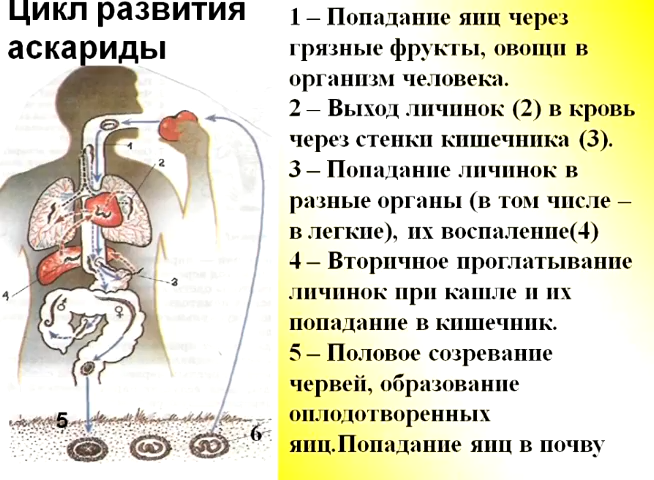 Цикл развития
аскариды
1 – Попадание яиц через
грязные фрукты, овощи в
организм человека.
2 – Выход личинок (2) в кровь
через стенки кишечника (3).
3 – Попадание личинок в
разные органы (в том числе –
в легкие), их воспаление(4)
4 – Вторичное проглатывание
личинок при кашле и их
попадание в кишечник.
5 – Половое созревание
червей, образование
оплодотворенных
яиц.Попадание яиц в почву
1
2
3
4
♂
♀
5
6